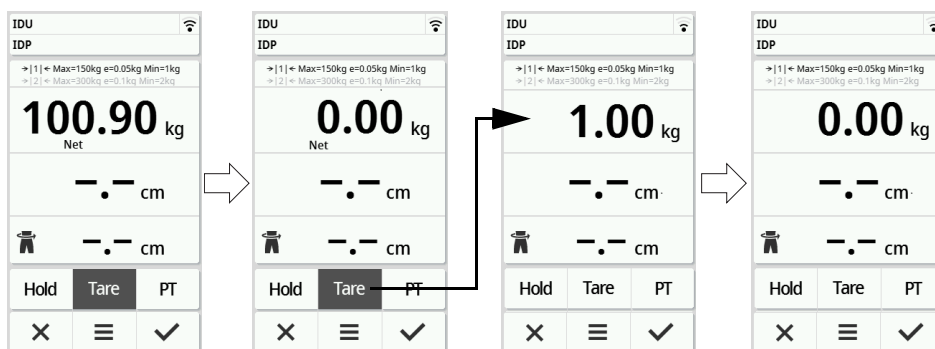 IDU
IDP
→|1|← Max=150kg e=0.05kg Min=1kg
→|2|← Max=300kg e=0.1kg Min=2kg
100.90 kg
Net
–.– cm
–.– cm
Hold Tare PT
IDU
IDP
→|1|← Max=150kg e=0.05kg Min=1kg
→|2|← Max=300kg e=0.1kg Min=2kg
0.00 kg
Net
–.– cm
–.– cm
Hold Tare PT
IDU
IDP
→|1|← Max=150kg e=0.05kg Min=1kg
→|2|← Max=300kg e=0.1kg Min=2kg
1.00 kg
–.– cm
–.– cm
Hold Tare PT
IDU
IDP
→|1|← Max=150kg e=0.05kg Min=1kg
→|2|← Max=300kg e=0.1kg Min=2kg
0.00 kg
–.– cm
–.– cm
Hold Tare PT